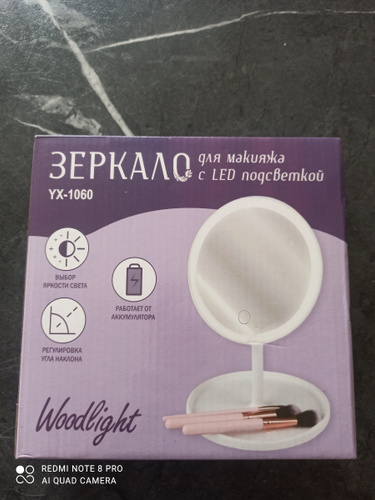 ЗЕРКАЛО
для макияжа
с LED подсветкой
YX-1060
ВЫБОР
ЯРКОСТИ СВЕТА
РАБОТАЕТ ОТ
АККУМУЛЯТОРА
РЕГУЛИРОВКА
УГЛА НАКЛОНА
Woodlight
REDMI NOTE 8 PRO
AI QUAD CAMERA